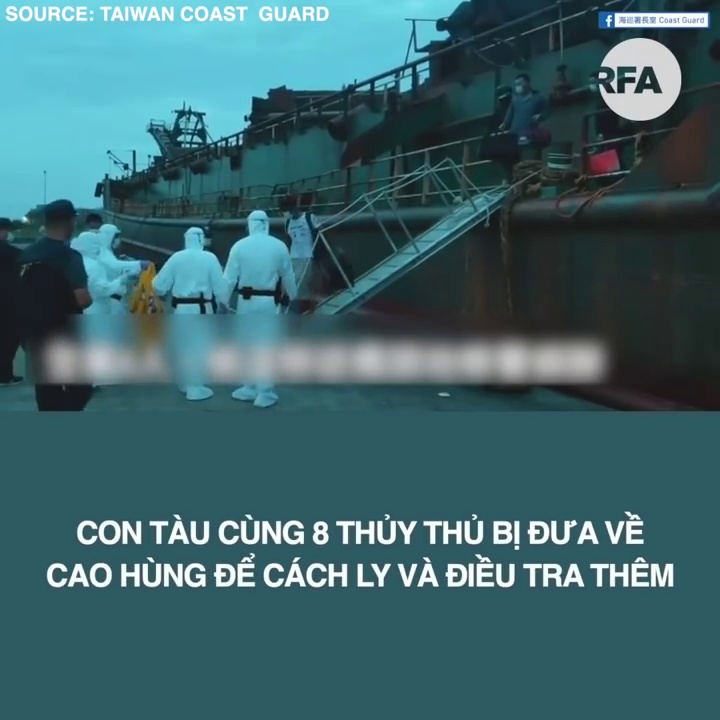 SOURCE: TAIWAN COAST GUARD
海巡署長室 Coast Guard
RFA
CON TÀU CÙNG 8 THỦY THỦ BỊ ĐƯA VỀ
CAO HÙNG ĐỂ CÁCH LY VÀ ĐIỀU TRA THÊM